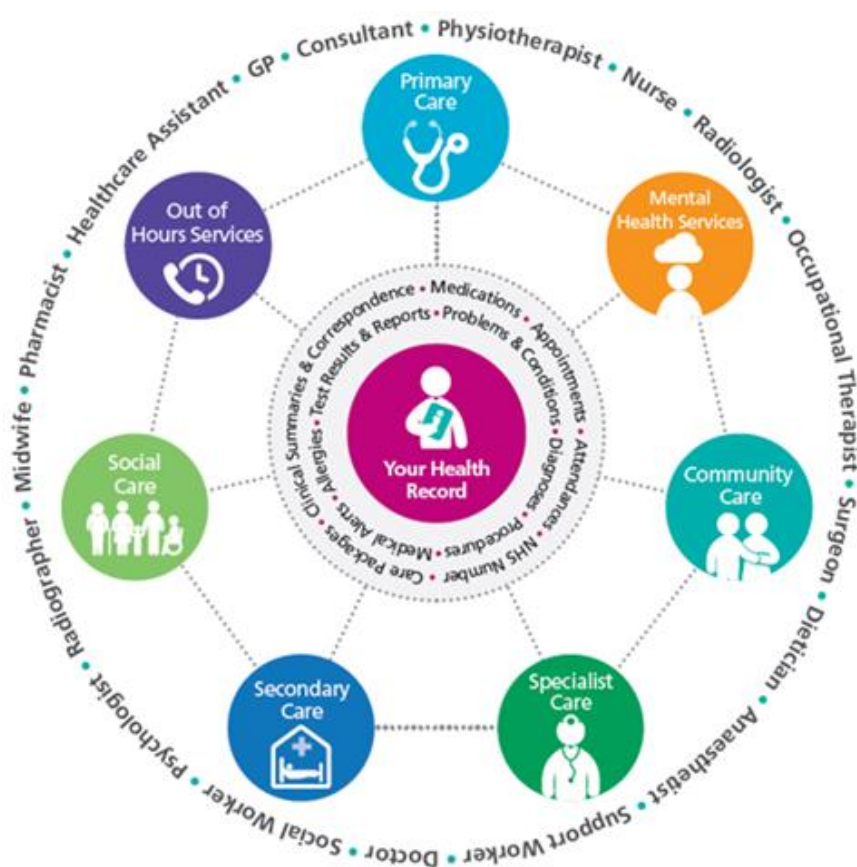 GP • Consultant • Physiotherapist • Nurse • Radiologist • Occupational Therapist • Surgeon • Dietician • Anaesthetist • Support Worker • Doctor • Social Worker • Psychologist • Radiographer • Midwife • Pharmacist • Healthcare Assistant •
Primary
Care
Mental
Health Services
Community
Care
Specialist
Care
Secondary
Care
Social
Care
Out of
Hours Services
Medications • Appointments • Attendances • NHS Number • Care Packages • Clinical Summaries & Correspondence •
Problems & Conditions • Diagnoses • Procedures • Medical Alerts • Allergies • Test Results & Reports •
Your Health
Record